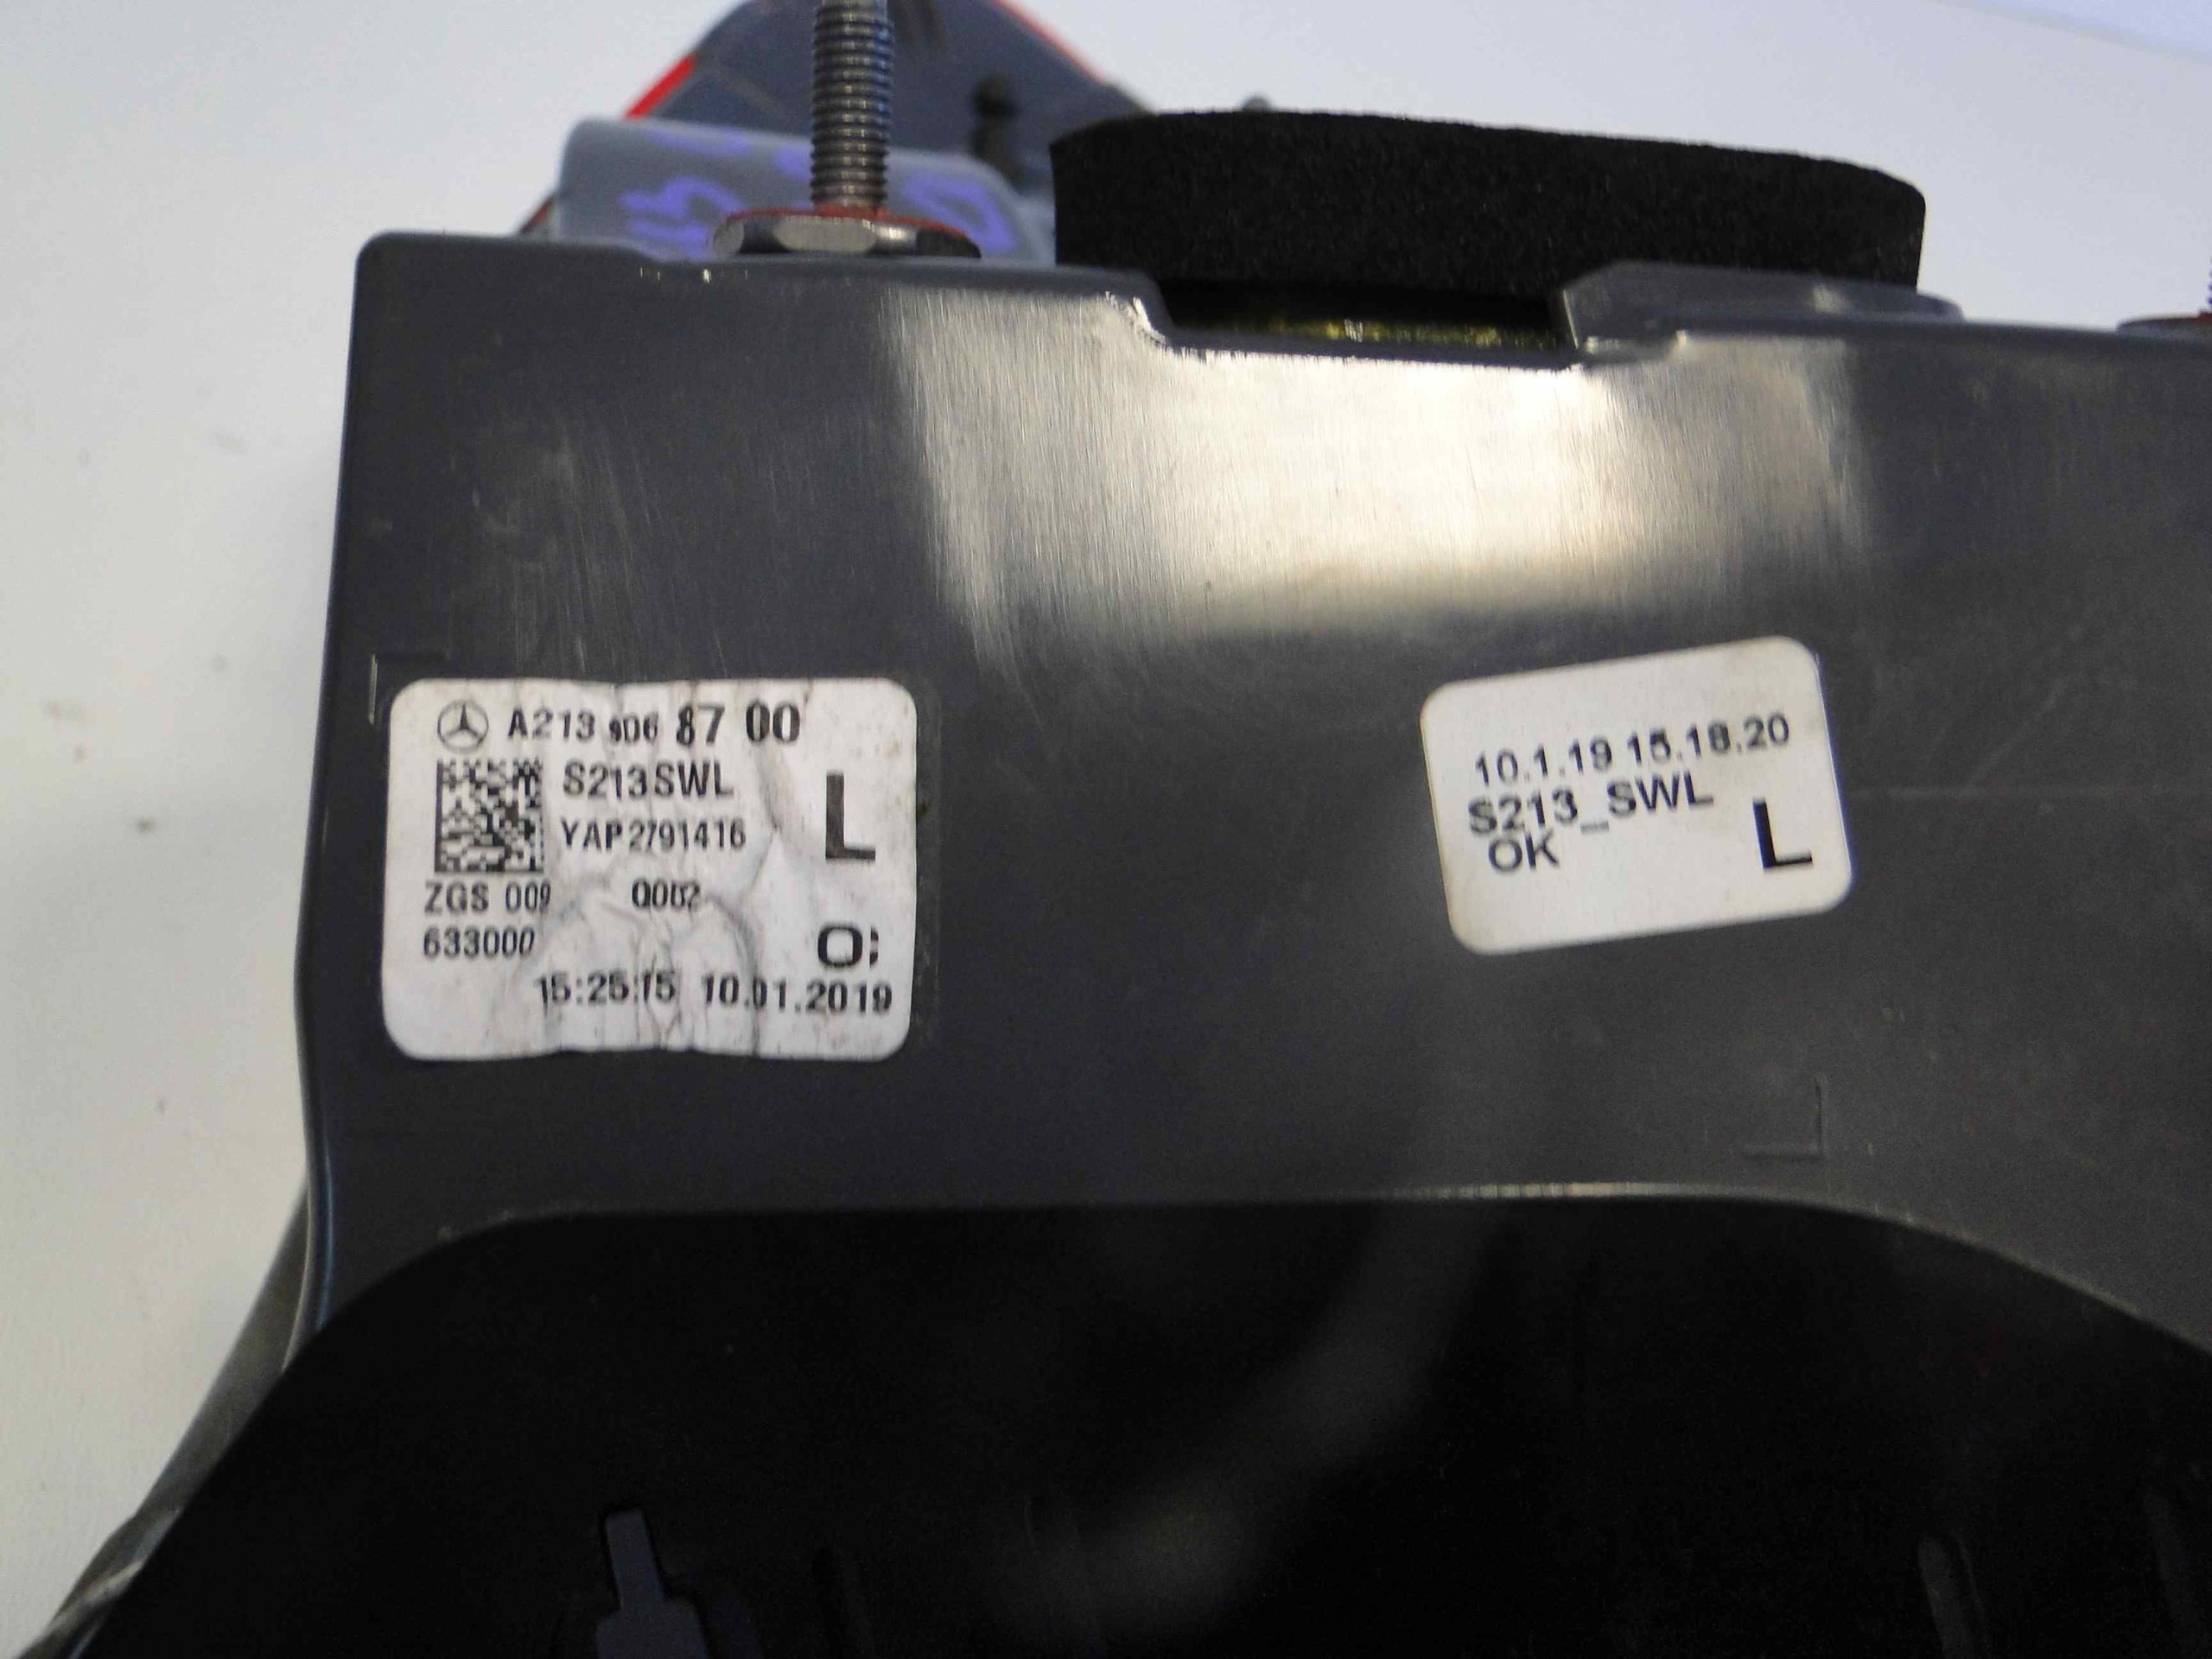 A213 906 87 00
S213SWL
YAP2791416
L
ZGS 009 Q002
633000
15:25:15 10.01.2019
10.1.19 15.18.20
S213_SWL
OK
L